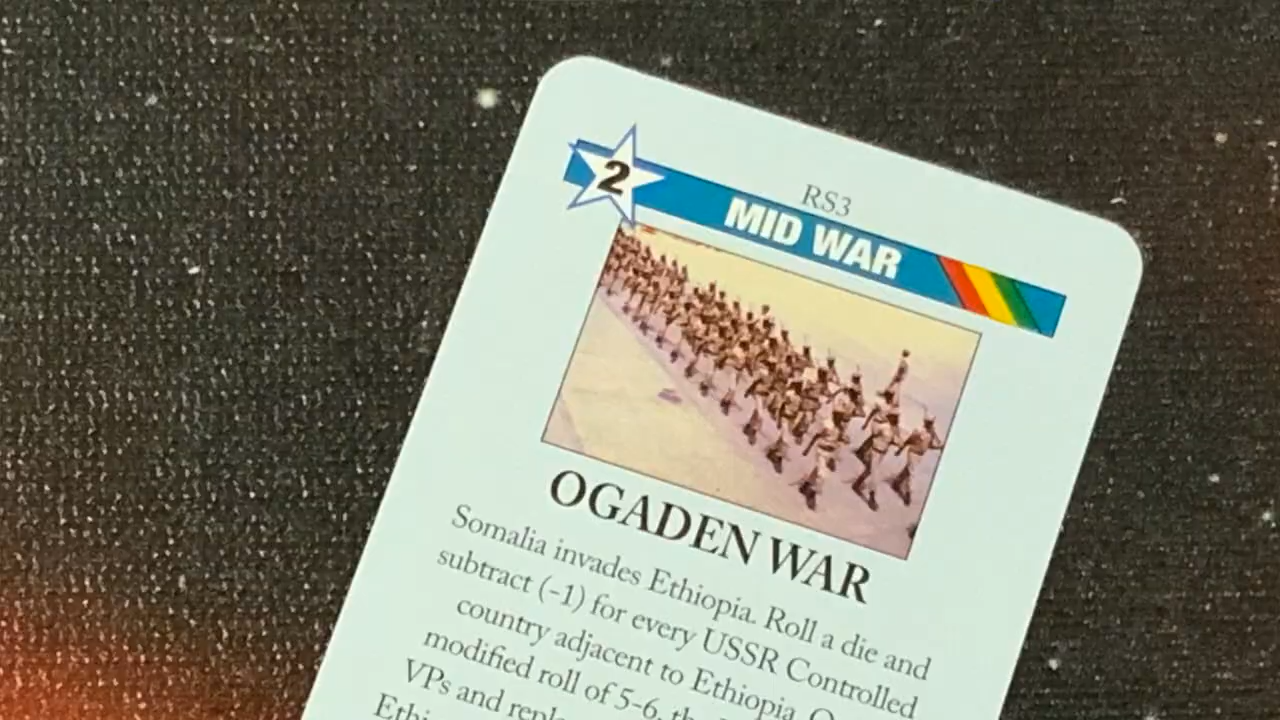 RS3
2
MID WAR
OGADEN WAR
Somalia invades Ethiopia. Roll a die and
subtract (-1) for every USSR Controlled
country adjacent to Ethiopia.
modified roll of 5-6,
VPs and